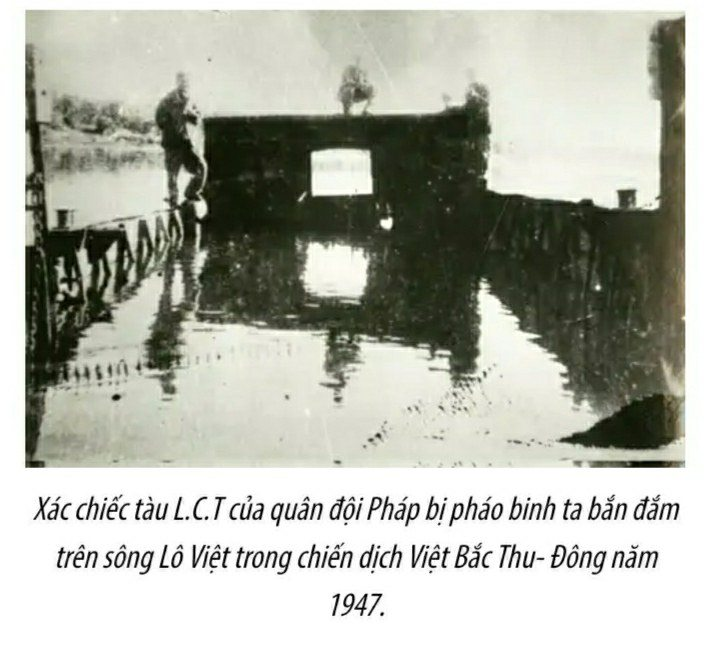 Xác chiếc tàu L.C.T của quân đội Pháp bị pháo binh ta bắn đắm
trên sông Lô Việt trong chiến dịch Việt Bắc Thu- Đông năm
1947.